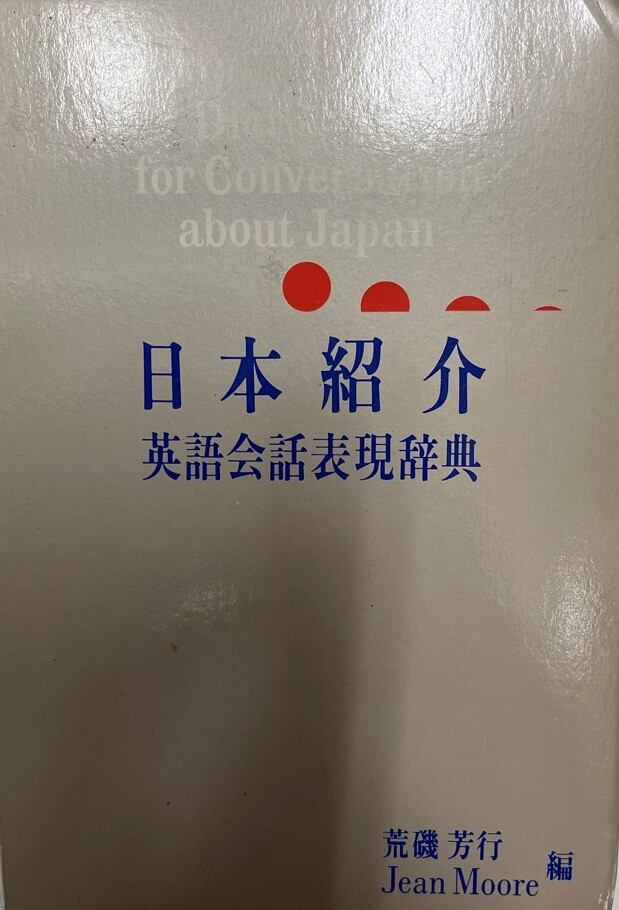 for Conversation
about Japan
日本紹介
英語会話表現辞典
荒磯 芳行
Jean Moore
編